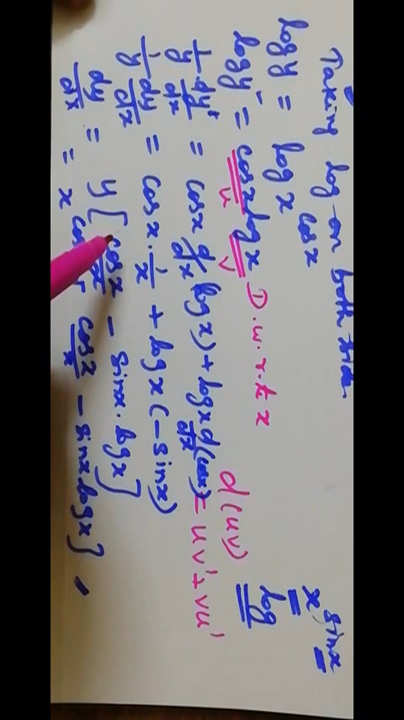 Taking log on both sides
log y = log x^cos x
log y = cos x log x D.w.r.t x
u v
1/y dy/dx = cos x d/dx (log x) + log x d/dx (cos x)
d(uv) = uv' + vu'
1/y dy/dx = cos x · 1/x + log x (-sin x)
dy/dx = y [cos x/x - sin x · log x]
= x^cos x cos x/x - sin x log x]
x^sin x
log